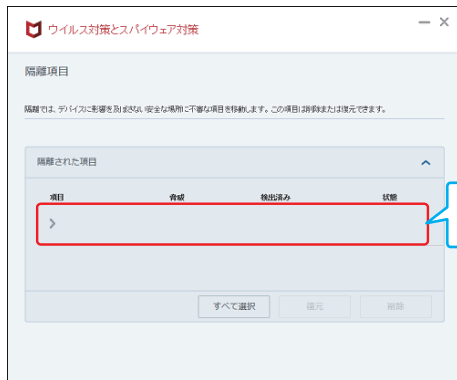 ウイルス対策とスパイウェア対策
隔離項目
隔離では、デバイスに影響を及ぼさない安全な場所に不審な項目を移動します。この項目は削除または復元できます。
隔離された項目
項目 脅威 検出済み 状態
すべて選択 復元 削除